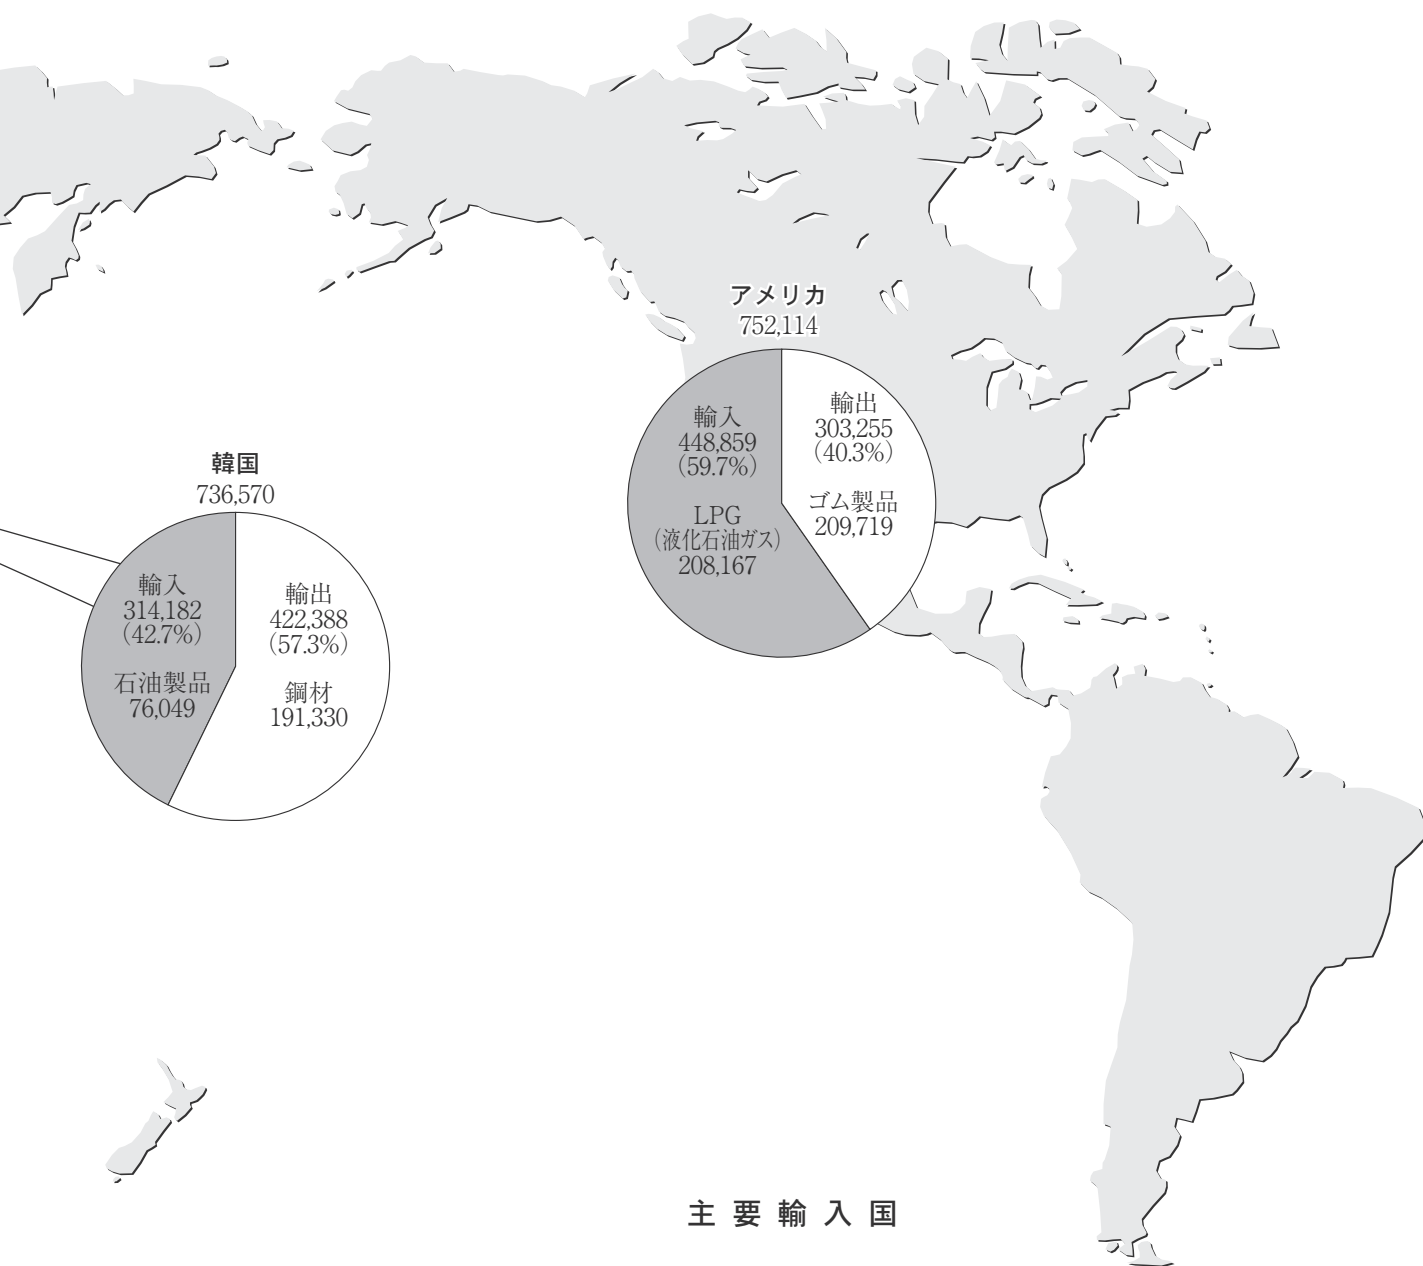 アメリカ
752,114
輸入
448,859
(59.7%)
LPG
(液化石油ガス)
208,167
輸出
303,255
(40.3%)
ゴム製品
209,719
韓国
736,570
輸入
314,182
(42.7%)
石油製品
76,049
輸出
422,388
(57.3%)
鋼材
191,330
主要輸入国